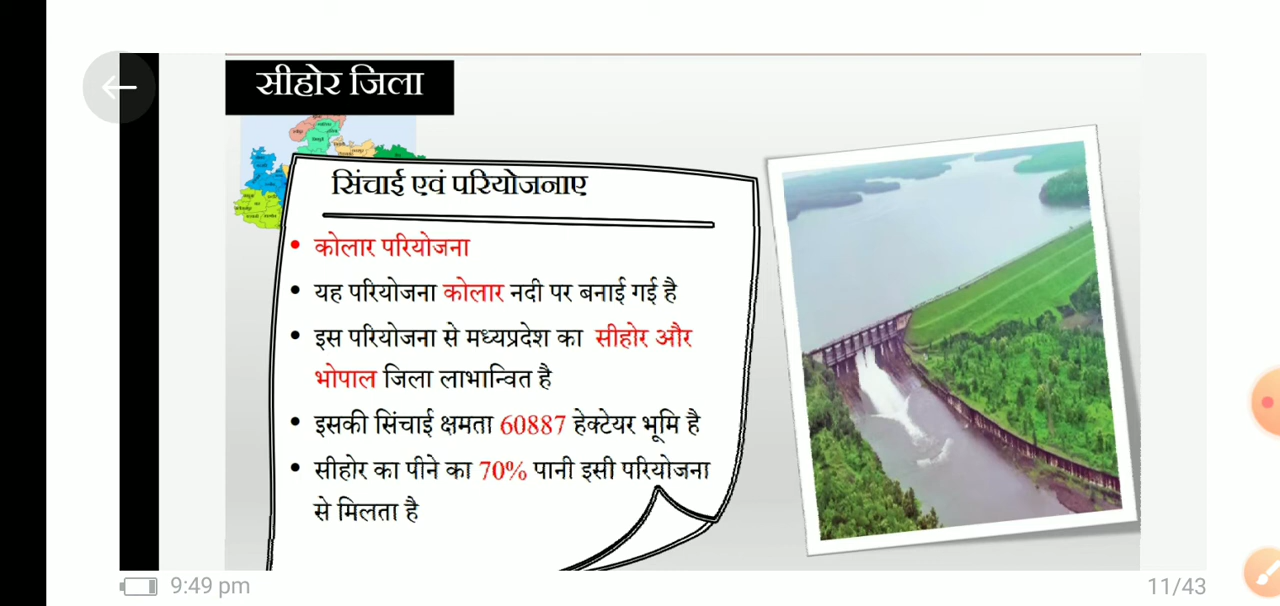 सीहोर जिला
सिंचाई एवं परियोजनाए
• कोलार परियोजना
• यह परियोजना कोलार नदी पर बनाई गई है
• इस परियोजना से मध्यप्रदेश का सीहोर और
भोपाल जिला लाभान्वित है
• इसकी सिंचाई क्षमता 60887 हेक्टेयर भूमि है
• सीहोर का पीने का 70% पानी इसी परियोजना
से मिलता है
9:49 pm
11/43